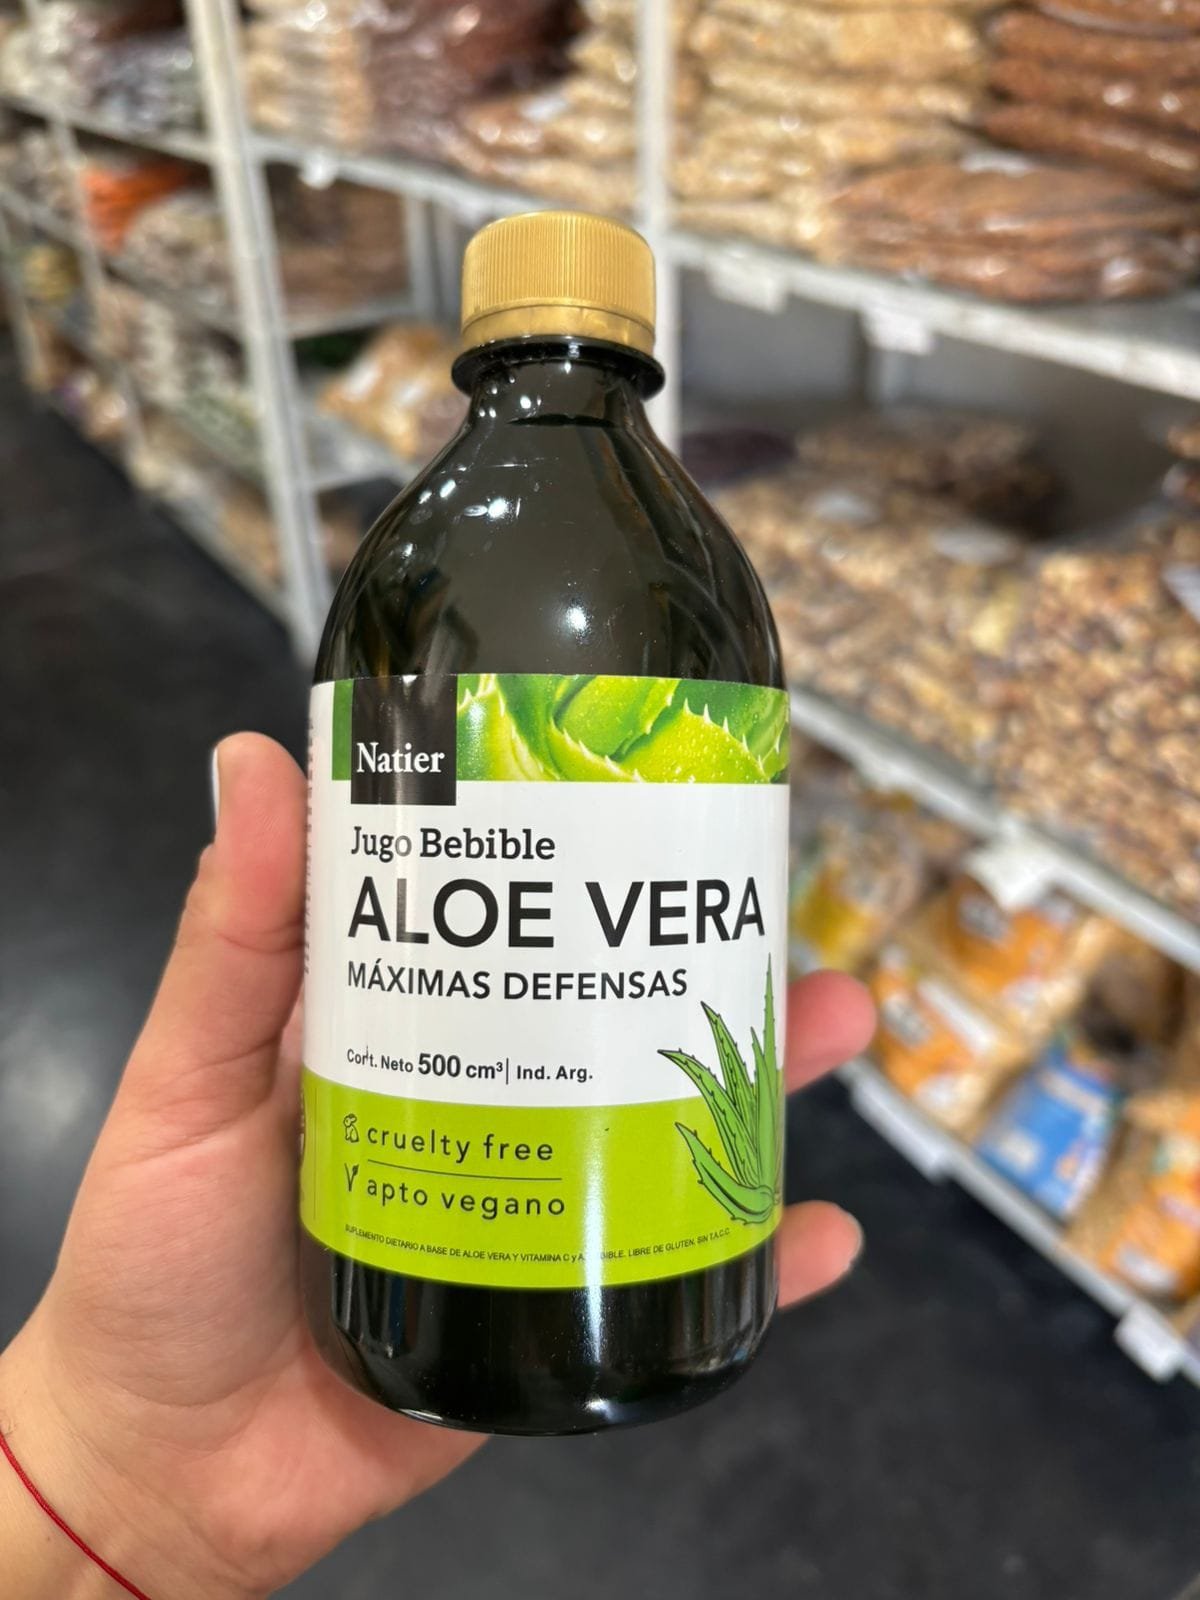 Natier
Jugo Bebible
ALOE VERA
MÁXIMAS DEFENSAS
Cont. Neto 500 cm³ | Ind. Arg.
cruelty free
apto vegano
SUPLEMENTO DIETARIO A BASE DE ALOE VERA Y VITAMINA C y A. BEBIBLE. LIBRE DE GLUTEN. SIN T.A.C.C.